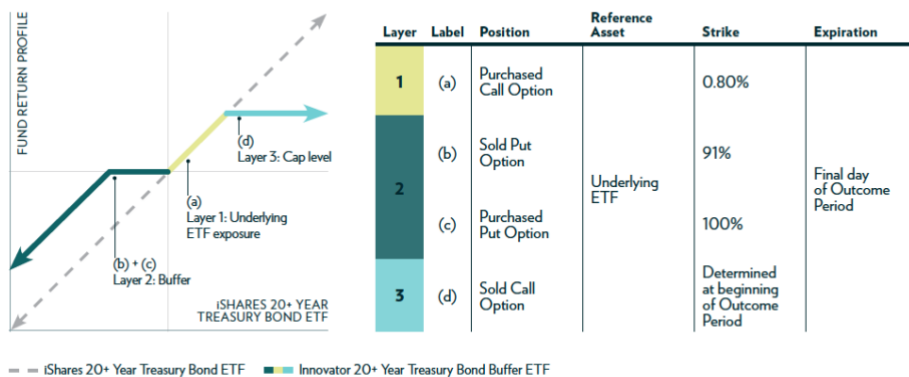 FUND RETURN PROFILE
(d)
Layer 3: Cap level
(a)
Layer 1: Underlying
ETF exposure
(b) + (c)
Layer 2: Buffer
iSHARES 20+ YEAR
TREASURY BOND ETF
Layer Label Position Reference Asset Strike Expiration
1 (a) Purchased Call Option 0.80%
2 (b) Sold Put Option 91%
Underlying ETF
Final day of Outcome Period
(c) Purchased Put Option 100%
3 (d) Sold Call Option Determined at beginning of Outcome Period
iShares 20+ Year Treasury Bond ETF Innovator 20+ Year Treasury Bond Buffer ETF